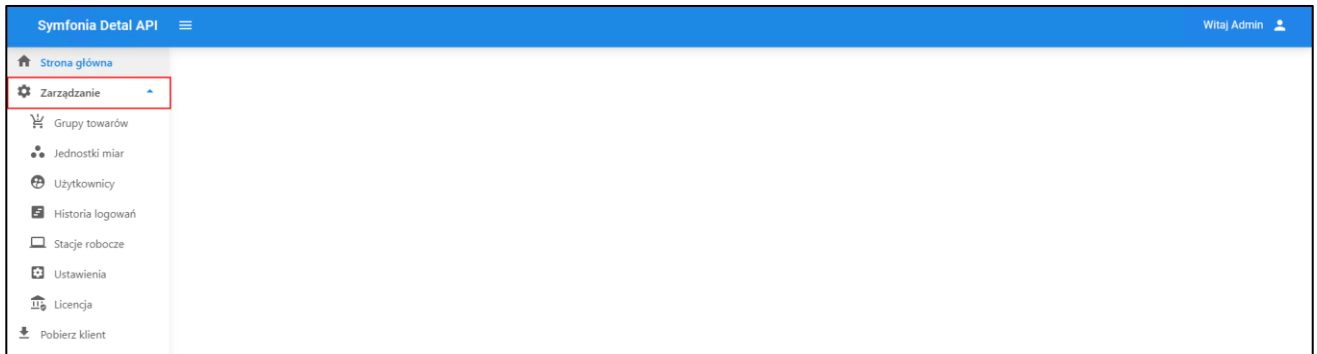 Symfonia Detal API
Witaj Admin
Strona główna
Zarządzanie
Grupy towarów
Jednostki miar
Użytkownicy
Historia logowań
Stacje robocze
Ustawienia
Licencja
Pobierz klient